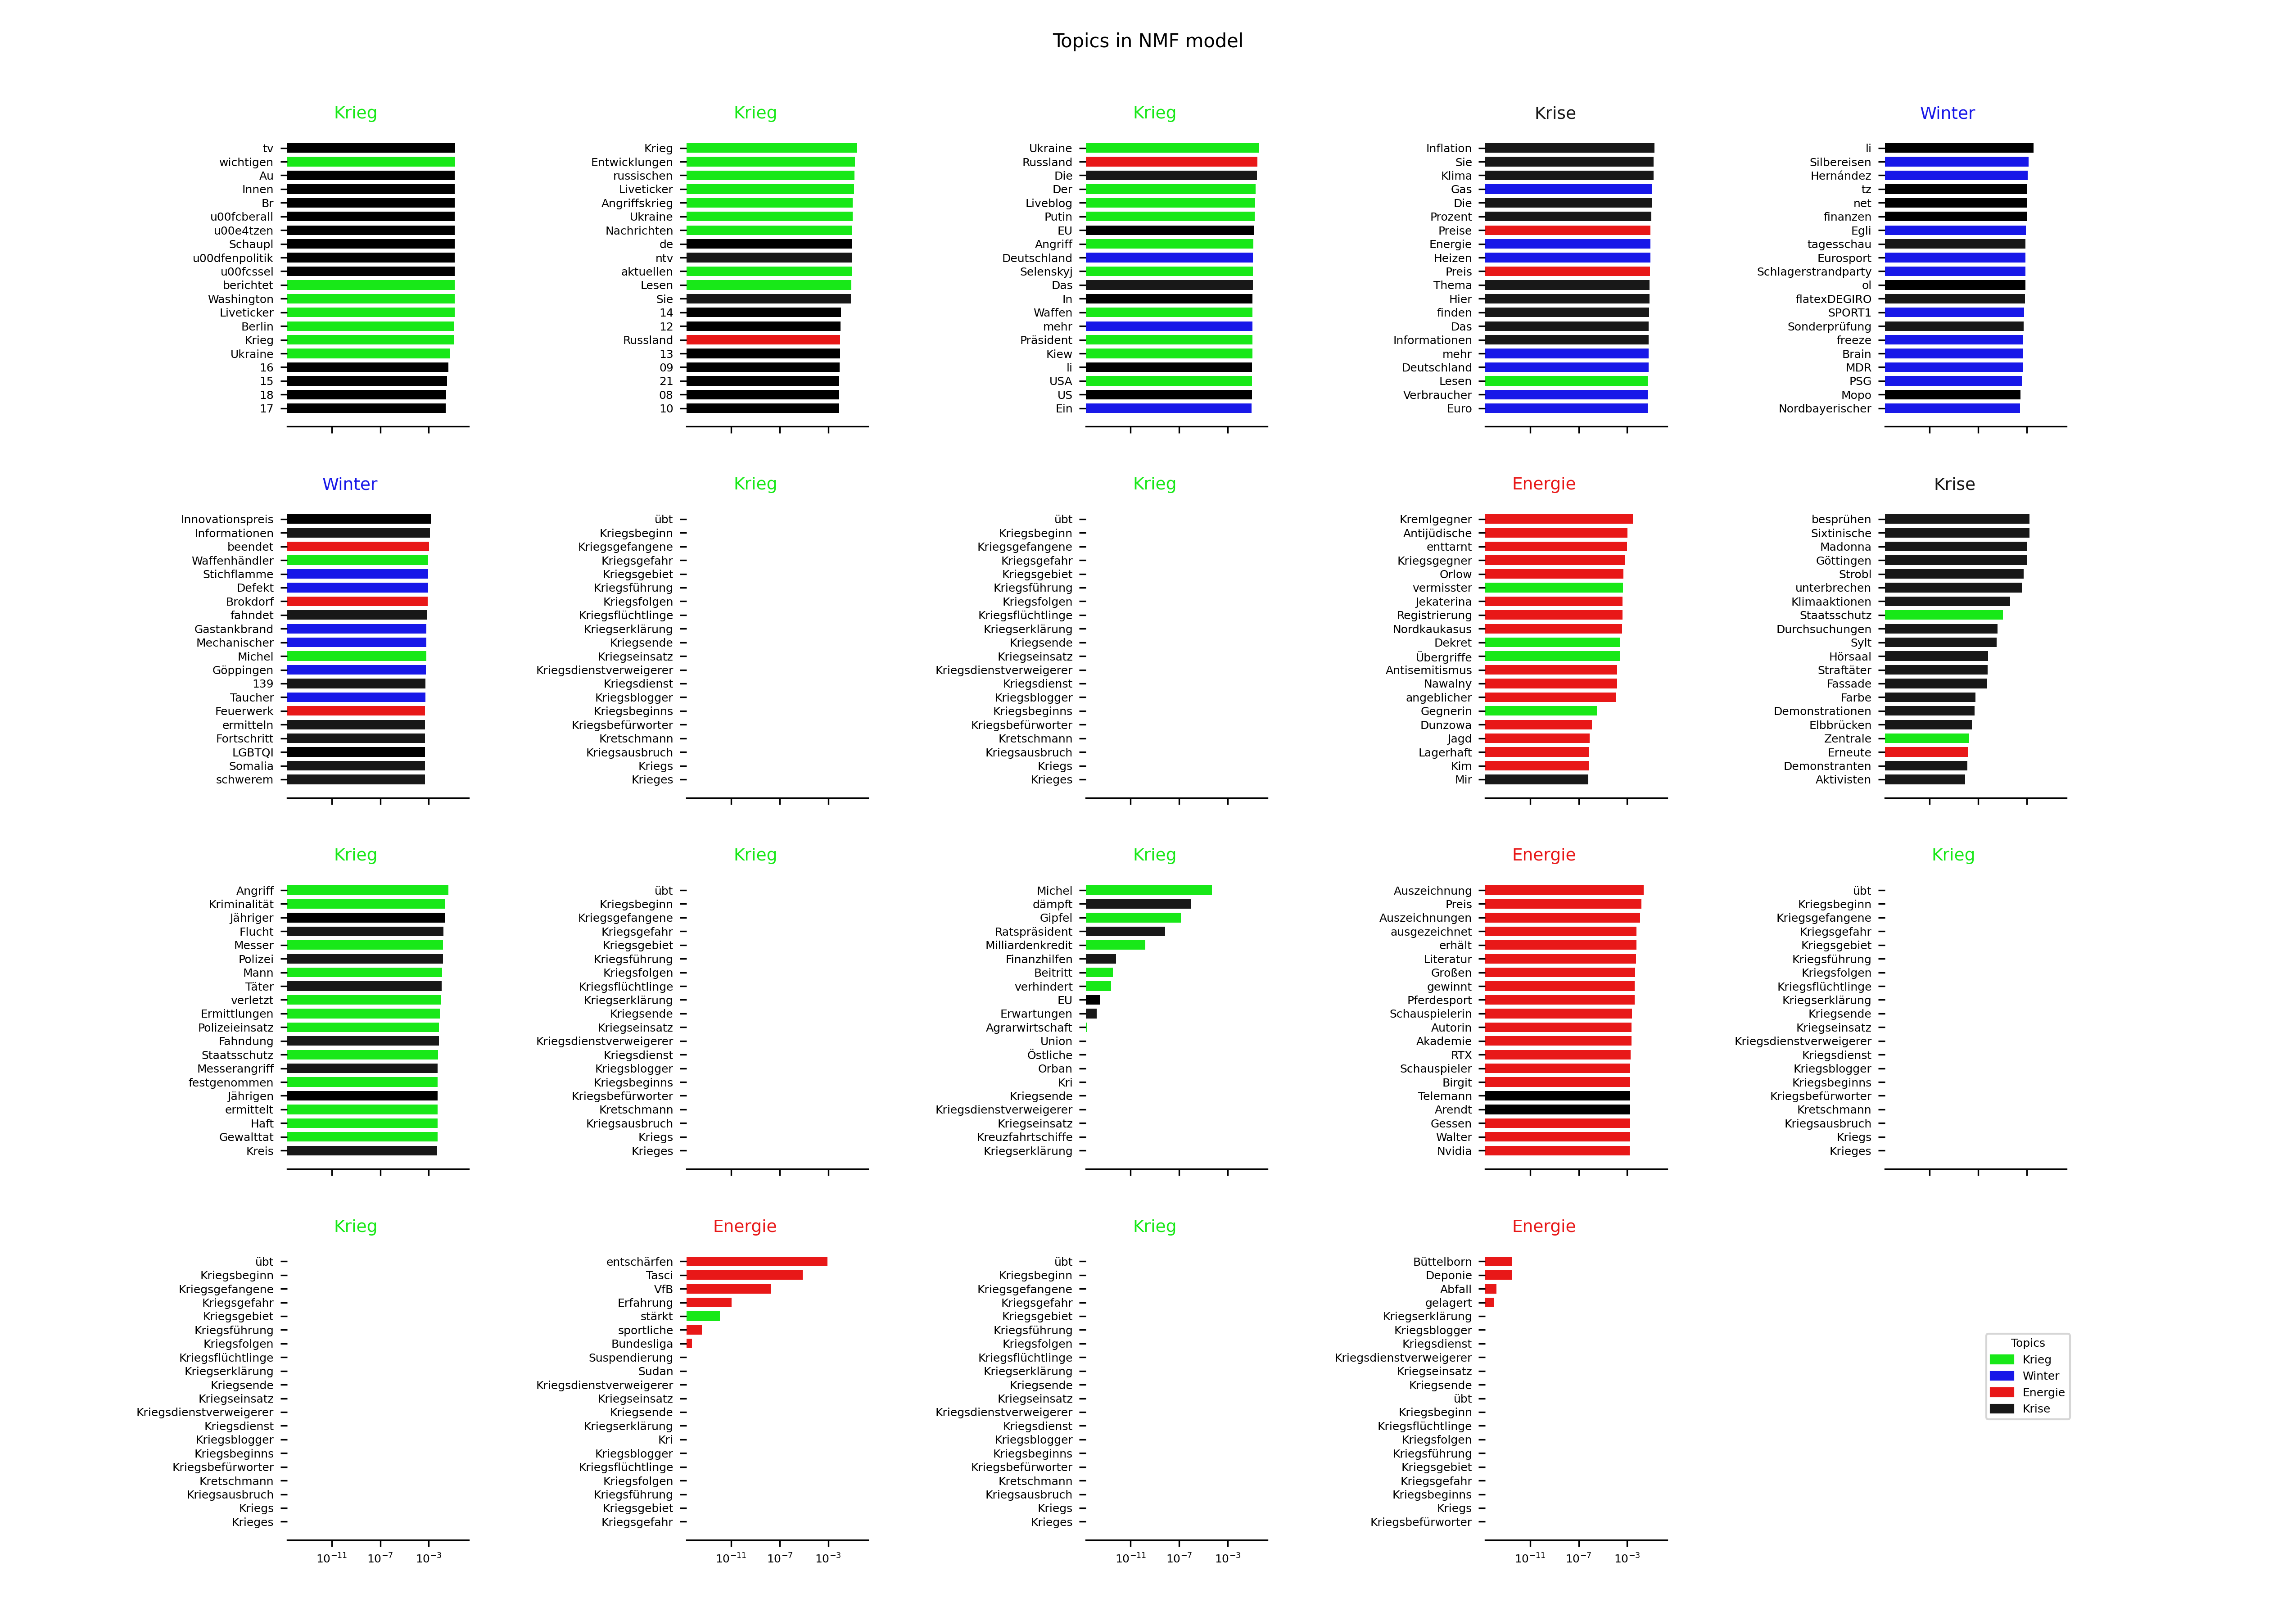 Topics in NMF model
Krieg
tv
wichtigen
Au
Innen
Br
u00fcberall
u00e4tzen
Schaupl
u00dfenpolitik
u00fcssel
berichtet
Washington
Liveticker
Berlin
Krieg
Ukraine
16
15
18
17
Krieg
Krieg
Entwicklungen
russischen
Liveticker
Angriffskrieg
Ukraine
Nachrichten
de
ntv
aktuellen
Lesen
Sie
14
12
Russland
13
09
21
08
10
Krieg
Ukraine
Russland
Die
Der
Liveblog
Putin
EU
Angriff
Deutschland
Selenskyj
Das
In
Waffen
mehr
Präsident
Kiew
li
USA
US
Ein
Krise
Inflation
Sie
Klima
Gas
Die
Prozent
Preise
Energie
Heizen
Preis
Thema
Hier
finden
Das
Informationen
mehr
Deutschland
Lesen
Verbraucher
Euro
Winter
li
Silbereisen
Hernández
tz
net
finanzen
Egli
tagesschau
Eurosport
Schlagerstrandparty
ol
flatexDEGIRO
SPORT1
Sonderprüfung
freeze
Brain
MDR
PSG
Mopo
Nordbayerischer
Winter
Innovationspreis
Informationen
beendet
Waffenhändler
Stichflamme
Defekt
Brokdorf
fahndet
Gastankbrand
Mechanischer
Michel
Göppingen
139
Taucher
Feuerwerk
ermitteln
Fortschritt
LGBTQI
Somalia
schwerem
Krieg
übt
Kriegsbeginn
Kriegsgefangene
Kriegsgefahr
Kriegsgebiet
Kriegsführung
Kriegsfolgen
Kriegsflüchtlinge
Kriegserklärung
Kriegsende
Kriegseinsatz
Kriegsdienstverweigerer
Kriegsdienst
Kriegsblogger
Kriegsbeginns
Kriegsbefürworter
Kretschmann
Kriegsausbruch
Kriegs
Krieges
Krieg
übt
Kriegsbeginn
Kriegsgefangene
Kriegsgefahr
Kriegsgebiet
Kriegsführung
Kriegsfolgen
Kriegsflüchtlinge
Kriegserklärung
Kriegsende
Kriegseinsatz
Kriegsdienstverweigerer
Kriegsdienst
Kriegsblogger
Kriegsbeginns
Kriegsbefürworter
Kretschmann
Kriegsausbruch
Kriegs
Krieges
Energie
Kremlgegner
Antijüdische
enttarnt
Kriegsgegner
Orlow
vermisster
Jekaterina
Registrierung
Nordkaukasus
Dekret
Übergriffe
Antisemitismus
Nawalny
angeblicher
Gegnerin
Dunzowa
Jagd
Lagerhaft
Kim
Mir
Krise
besprühen
Sixtinische
Madonna
Göttingen
Strobl
unterbrechen
Klimaaktionen
Staatsschutz
Durchsuchungen
Sylt
Hörsaal
Straftäter
Fassade
Farbe
Demonstrationen
Elbbrücken
Zentrale
Erneute
Demonstranten
Aktivisten
Krieg
Angriff
Kriminalität
Jähriger
Flucht
Messer
Polizei
Mann
Täter
verletzt
Ermittlungen
Polizeieinsatz
Fahndung
Staatsschutz
Messerangriff
festgenommen
Jährigen
ermittelt
Haft
Gewalttat
Kreis
Krieg
übt
Kriegsbeginn
Kriegsgefangene
Kriegsgefahr
Kriegsgebiet
Kriegsführung
Kriegsfolgen
Kriegsflüchtlinge
Kriegserklärung
Kriegsende
Kriegseinsatz
Kriegsdienstverweigerer
Kriegsdienst
Kriegsblogger
Kriegsbeginns
Kriegsbefürworter
Kretschmann
Kriegsausbruch
Kriegs
Krieges
Krieg
Michel
dämpft
Gipfel
Ratspräsident
Milliardenkredit
Finanzhilfen
Beitritt
verhindert
EU
Erwartungen
Agrarwirtschaft
Union
Östliche
Orban
Kri
Kriegsende
Kriegsdienstverweigerer
Kriegseinsatz
Kreuzfahrtschiffe
Kriegserklärung
Energie
Auszeichnung
Preis
Auszeichnungen
ausgezeichnet
erhält
Literatur
Großen
gewinnt
Pferdesport
Schauspielerin
Autorin
Akademie
RTX
Schauspieler
Birgit
Telemann
Arendt
Gessen
Walter
Nvidia
Krieg
übt
Kriegsbeginn
Kriegsgefangene
Kriegsgefahr
Kriegsgebiet
Kriegsführung
Kriegsfolgen
Kriegsflüchtlinge
Kriegserklärung
Kriegsende
Kriegseinsatz
Kriegsdienstverweigerer
Kriegsdienst
Kriegsblogger
Kriegsbeginns
Kriegsbefürworter
Kretschmann
Kriegsausbruch
Kriegs
Krieges
Krieg
übt
Kriegsbeginn
Kriegsgefangene
Kriegsgefahr
Kriegsgebiet
Kriegsführung
Kriegsfolgen
Kriegsflüchtlinge
Kriegserklärung
Kriegsende
Kriegseinsatz
Kriegsdienstverweigerer
Kriegsdienst
Kriegsblogger
Kriegsbeginns
Kriegsbefürworter
Kretschmann
Kriegsausbruch
Kriegs
Krieges
10⁻¹¹ 10⁻⁷ 10⁻³
Energie
entschärfen
Tasci
VfB
Erfahrung
stärkt
sportliche
Bundesliga
Suspendierung
Sudan
Kriegsdienstverweigerer
Kriegseinsatz
Kriegsende
Kriegserklärung
Kri
Kriegsblogger
Kriegsflüchtlinge
Kriegsfolgen
Kriegsführung
Kriegsgebiet
Kriegsgefahr
10⁻¹¹ 10⁻⁷ 10⁻³
Krieg
übt
Kriegsbeginn
Kriegsgefangene
Kriegsgefahr
Kriegsgebiet
Kriegsführung
Kriegsfolgen
Kriegsflüchtlinge
Kriegserklärung
Kriegsende
Kriegseinsatz
Kriegsdienstverweigerer
Kriegsdienst
Kriegsblogger
Kriegsbeginns
Kriegsbefürworter
Kretschmann
Kriegsausbruch
Kriegs
Krieges
10⁻¹¹ 10⁻⁷ 10⁻³
Energie
Büttelborn
Deponie
Abfall
gelagert
Kriegserklärung
Kriegsblogger
Kriegsdienst
Kriegsdienstverweigerer
Kriegseinsatz
Kriegsende
übt
Kriegsbeginn
Kriegsflüchtlinge
Kriegsfolgen
Kriegsführung
Kriegsgebiet
Kriegsgefahr
Kriegsbeginns
Kriegs
Kriegsbefürworter
10⁻¹¹ 10⁻⁷ 10⁻³
Topics
Krieg
Winter
Energie
Krise